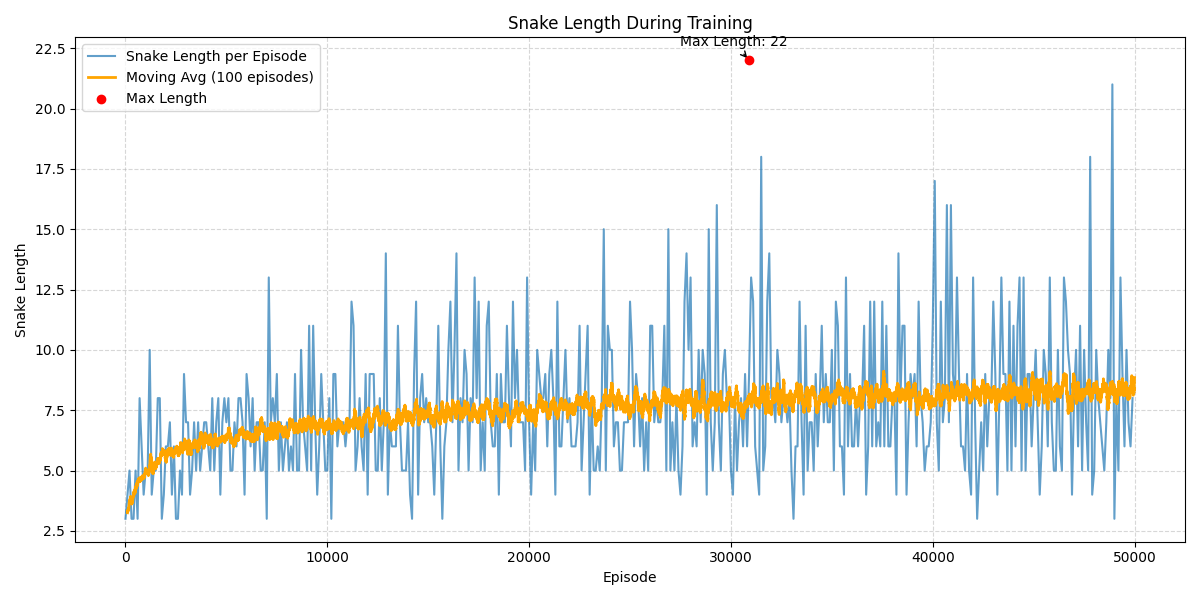 Snake Length During Training
Max Length: 22
Snake Length per Episode
Moving Avg (100 episodes)
Max Length
22.5
20.0
17.5
15.0
12.5
10.0
7.5
5.0
2.5
Snake Length
0
10000
20000
30000
40000
50000
Episode